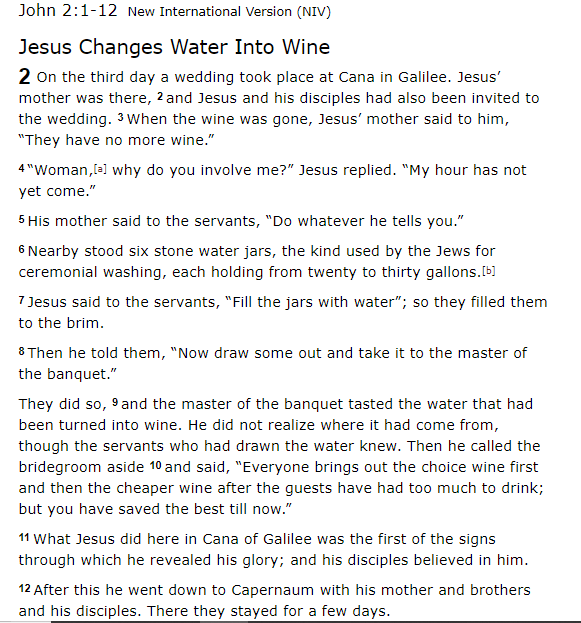 John 2:1-12 New International Version (NIV)
Jesus Changes Water Into Wine
2 On the third day a wedding took place at Cana in Galilee. Jesus’
mother was there, 2 and Jesus and his disciples had also been invited to
the wedding. 3 When the wine was gone, Jesus’ mother said to him,
“They have no more wine.”
4 “Woman,[a] why do you involve me?” Jesus replied. “My hour has not
yet come.”
5 His mother said to the servants, “Do whatever he tells you.”
6 Nearby stood six stone water jars, the kind used by the Jews for
ceremonial washing, each holding from twenty to thirty gallons.[b]
7 Jesus said to the servants, “Fill the jars with water”; so they filled them
to the brim.
8 Then he told them, “Now draw some out and take it to the master of
the banquet.”
They did so, 9 and the master of the banquet tasted the water that had
been turned into wine. He did not realize where it had come from,
though the servants who had drawn the water knew. Then he called the
bridegroom aside 10 and said, “Everyone brings out the choice wine first
and then the cheaper wine after the guests have had too much to drink;
but you have saved the best till now.”
11 What Jesus did here in Cana of Galilee was the first of the signs
through which he revealed his glory; and his disciples believed in him.
12 After this he went down to Capernaum with his mother and brothers
and his disciples. There they stayed for a few days.